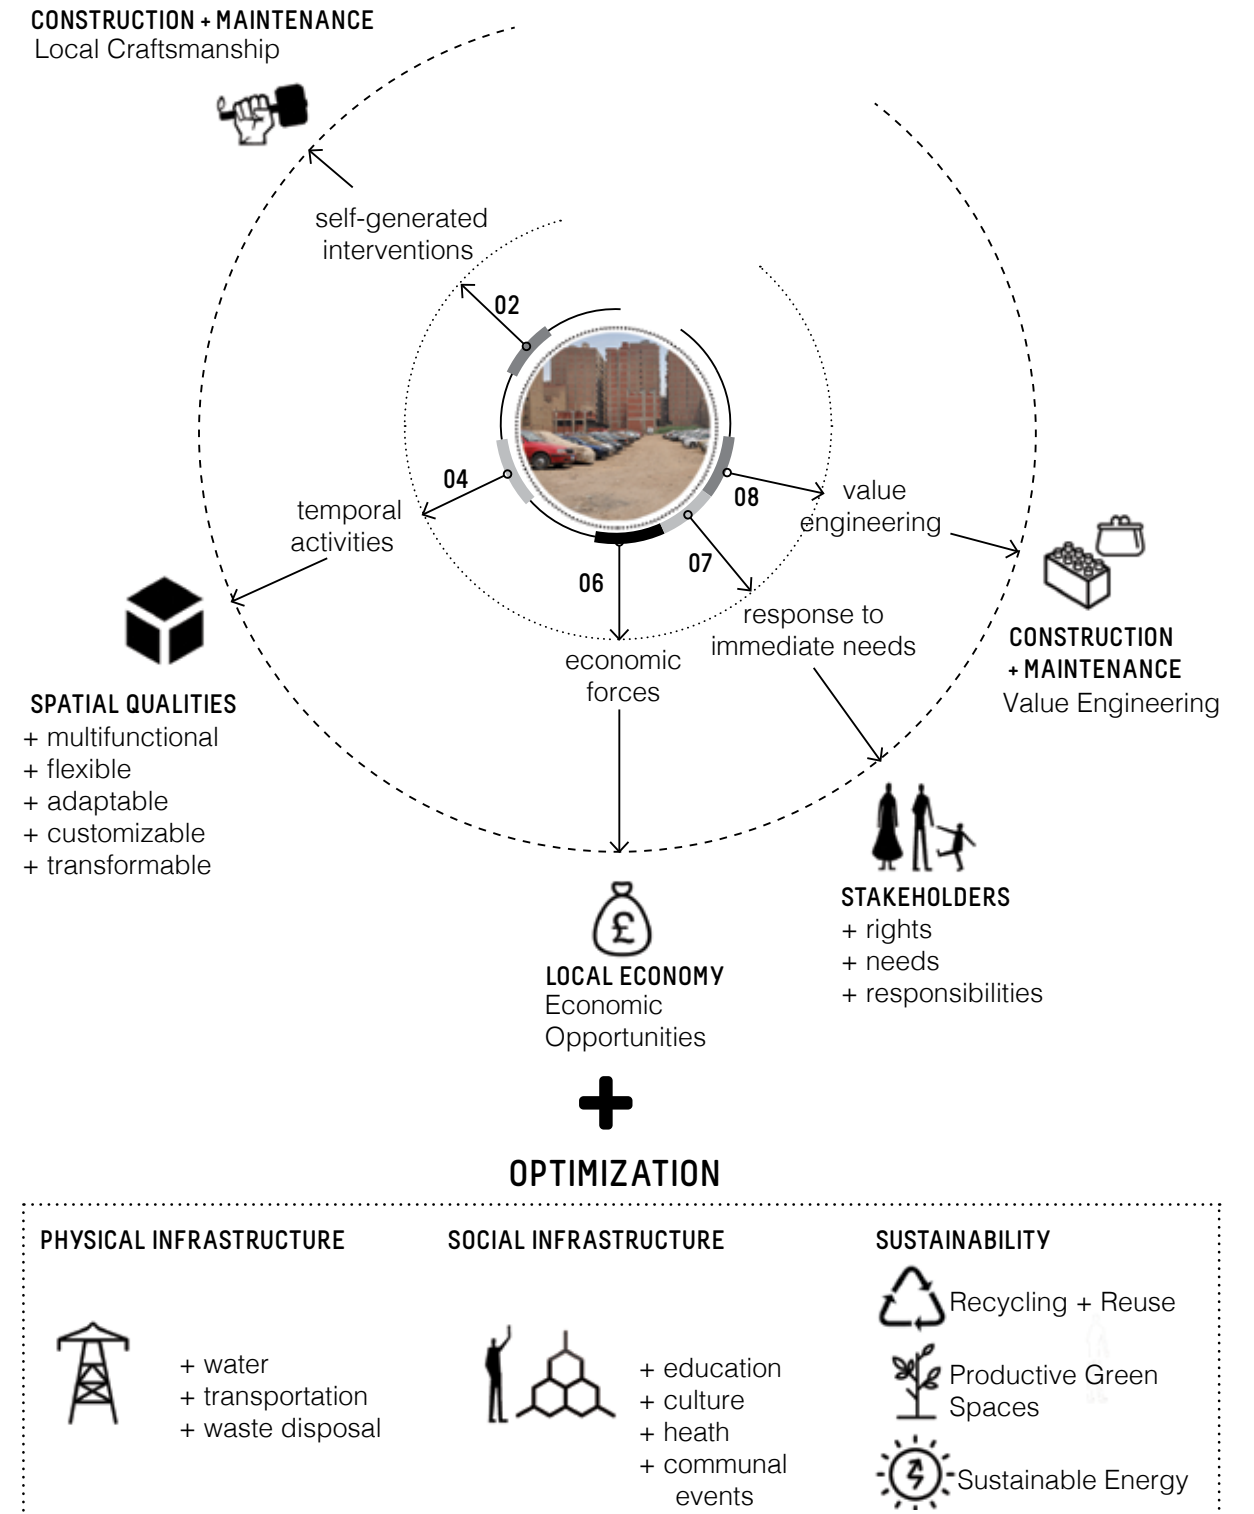 CONSTRUCTION + MAINTENANCE
Local Craftsmanship
self-generated
interventions
02
04
temporal
activities
06
07
08
value
engineering
response to
immediate needs
economic
forces
CONSTRUCTION
+ MAINTENANCE
Value Engineering
SPATIAL QUALITIES
+ multifunctional
+ flexible
+ adaptable
+ customizable
+ transformable
STAKEHOLDERS
+ rights
+ needs
+ responsibilities
£
LOCAL ECONOMY
Economic
Opportunities
+
OPTIMIZATION
PHYSICAL INFRASTRUCTURE
+ water
+ transportation
+ waste disposal
SOCIAL INFRASTRUCTURE
+ education
+ culture
+ heath
+ communal
events
SUSTAINABILITY
Recycling + Reuse
Productive Green
Spaces
Sustainable Energy